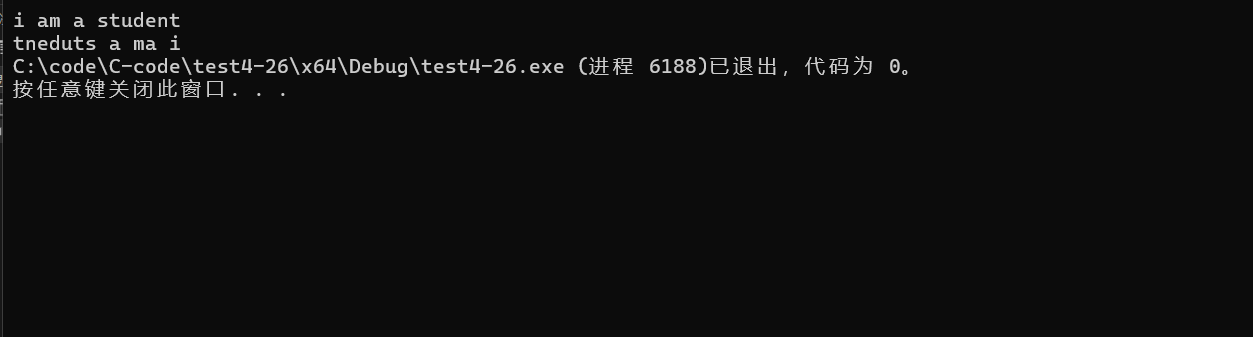 i am a student
tneduts a ma i
C:\code\C-code\test4-26\x64\Debug\test4-26.exe (进程 6188)已退出，代码为 0。
按任意键关闭此窗口. . .